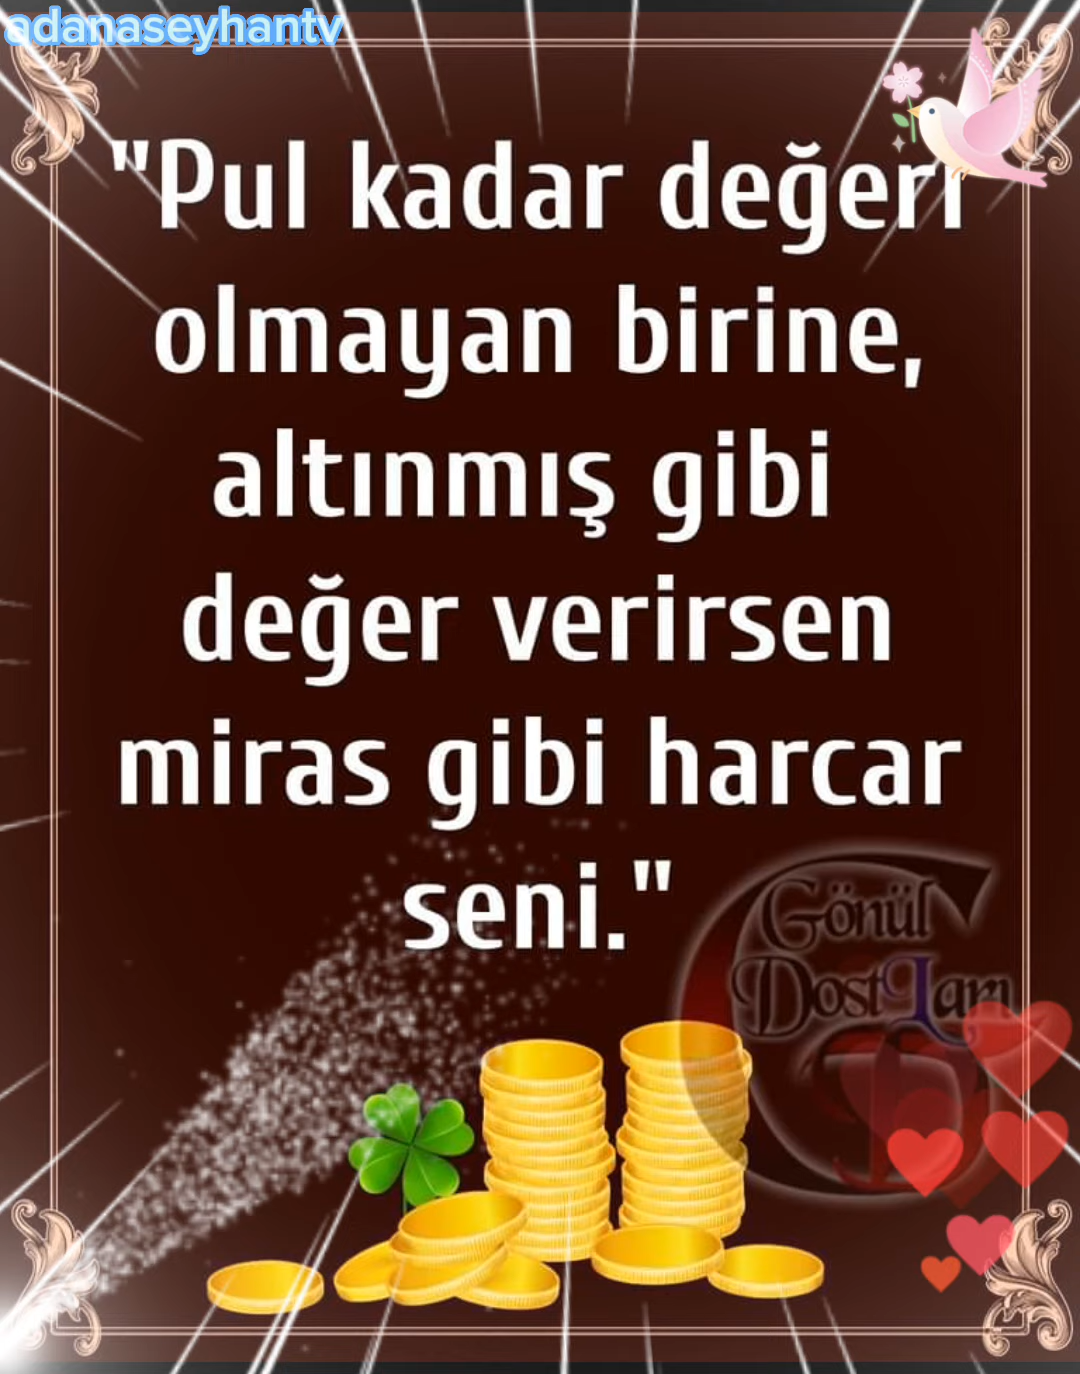 adanaseyhantv
"Pul kadar değeri
olmayan birine,
altınmış gibi
değer verirsen
miras gibi harcar
seni."
Gönül
Dostları